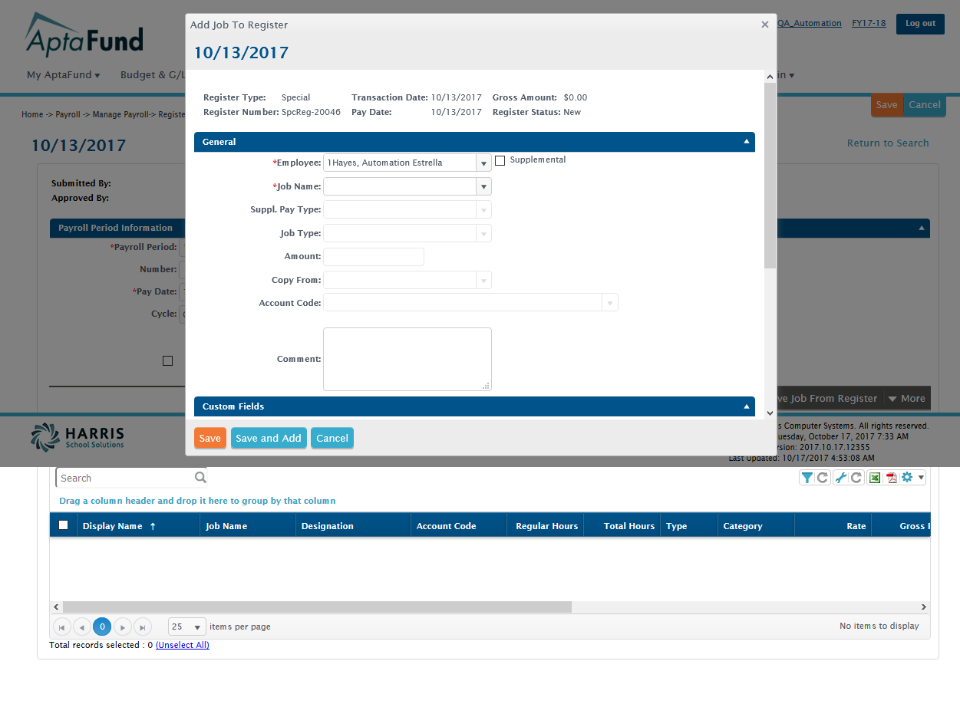 Add Job To Register
10/13/2017
QA_Automation FY17-18 Log out
AptaFund
My AptaFund Budget & G/L
Home -> Payroll -> Manage Payroll-> Registe
Save Cancel
10/13/2017
Return to Search
Register Type: Special Transaction Date: 10/13/2017 Gross Amount: $0.00
Register Number: SpcReg-20046 Pay Date: 10/13/2017 Register Status: New
General
*Employee: 1Hayes, Automation Estrella Supplemental
*Job Name:
Suppl. Pay Type:
Job Type:
Amount:
Copy From:
Account Code:
Comment:
Custom Fields
Save Save and Add Cancel
Submitted By:
Approved By:
Payroll Period Information
*Payroll Period:
Number:
*Pay Date:
Cycle:
ve Job From Register More
HARRIS
School Solutions
s Computer Systems. All rights reserved.
uesday, October 17, 2017 7:33 AM
rsion: 2017.10.17.12355
Last Updated: 10/17/2017 4:53:08 AM
Search
Drag a column header and drop it here to group by that column
Display Name ↑ Job Name Designation Account Code Regular Hours Total Hours Type Category Rate Gross
0 25 items per page No items to display
Total records selected : 0 (Unselect All)